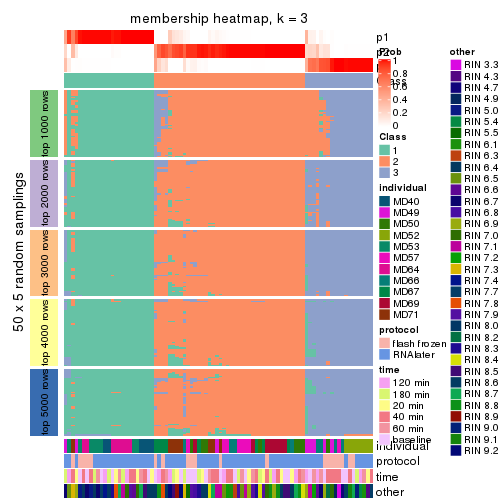 membership heatmap, k = 3
50 x 5 random samplings
top 1000 rows
top 2000 rows
top 3000 rows
top 4000 rows
top 5000 rows
p1
p2
Class
individual
protocol
time
other
Prob
1
0.8
0.6
0.4
0.2
0
Class
1
2
3
individual
MD40
MD49
MD50
MD52
MD53
MD57
MD64
MD66
MD67
MD69
MD71
protocol
flash frozen
RNAlater
time
120 min
180 min
20 min
40 min
60 min
baseline
other
RIN 3.3
RIN 4.3
RIN 4.7
RIN 4.9
RIN 5.0
RIN 5.4
RIN 5.5
RIN 6.1
RIN 6.3
RIN 6.4
RIN 6.5
RIN 6.6
RIN 6.7
RIN 6.8
RIN 6.9
RIN 7.0
RIN 7.1
RIN 7.2
RIN 7.3
RIN 7.4
RIN 7.7
RIN 7.8
RIN 7.9
RIN 8.0
RIN 8.2
RIN 8.3
RIN 8.4
RIN 8.5
RIN 8.6
RIN 8.7
RIN 8.8
RIN 8.9
RIN 9.0
RIN 9.1
RIN 9.2